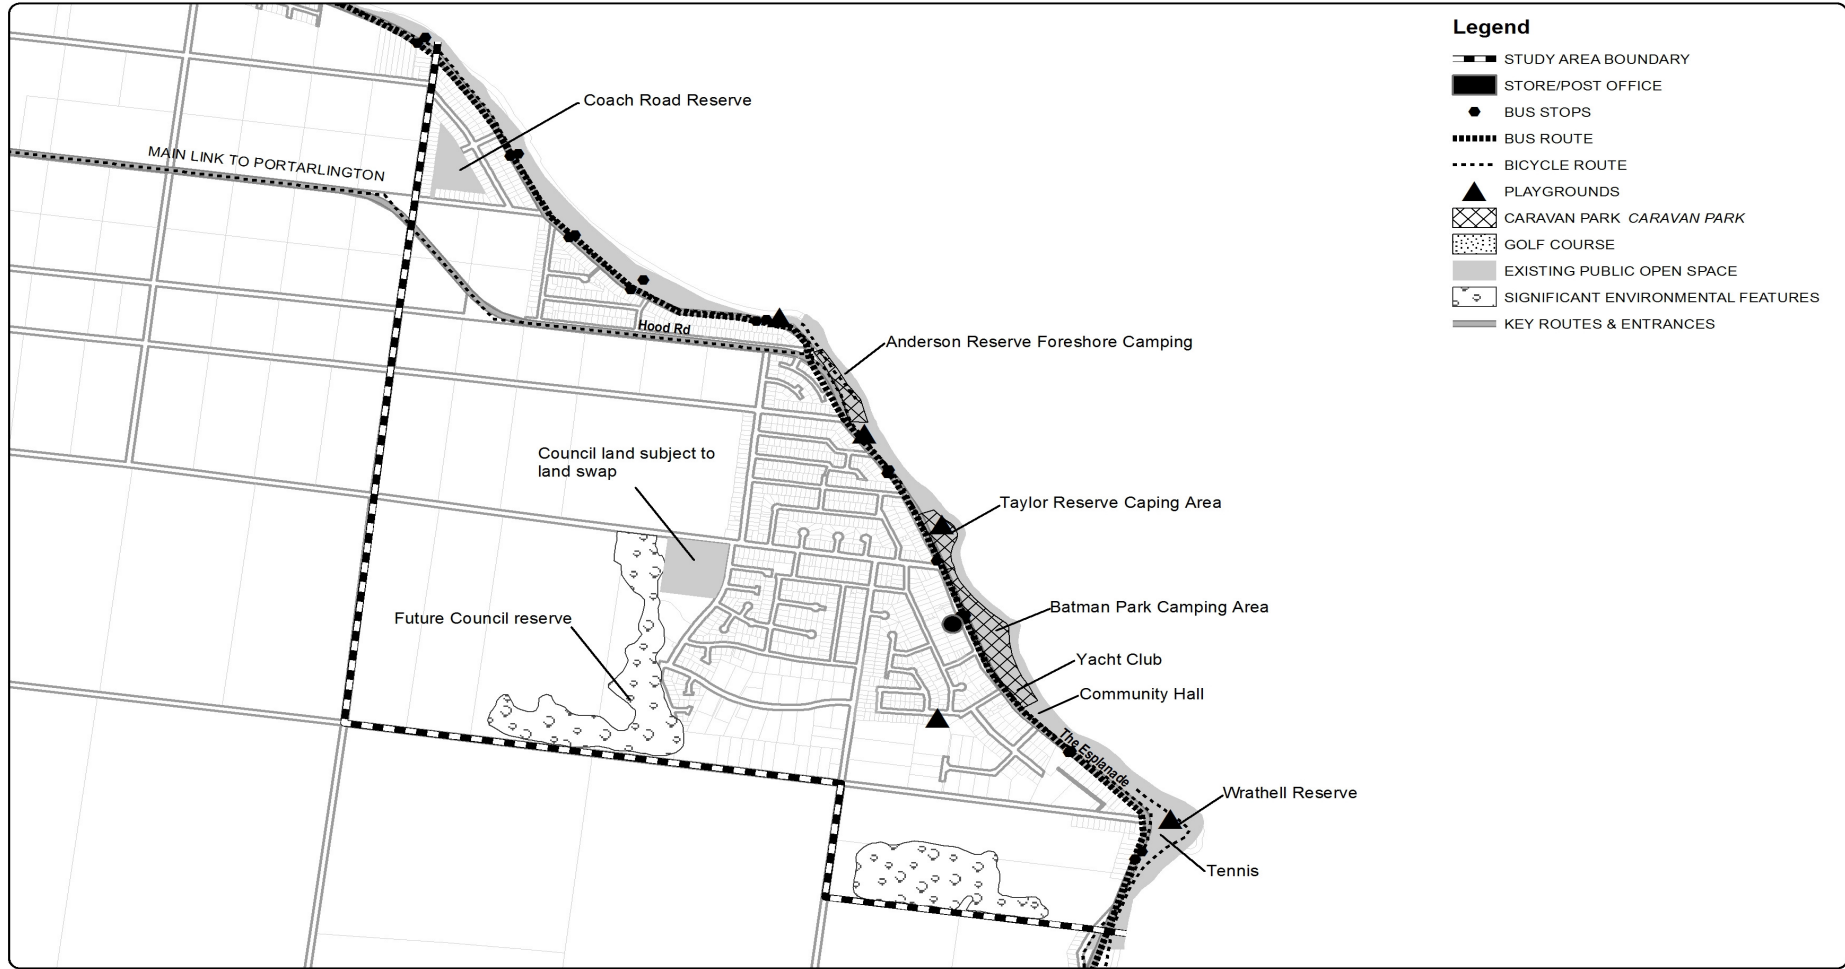 Legend
STUDY AREA BOUNDARY
STORE/POST OFFICE
BUS STOPS
BUS ROUTE
BICYCLE ROUTE
PLAYGROUNDS
CARAVAN PARK CARAVAN PARK
GOLF COURSE
EXISTING PUBLIC OPEN SPACE
SIGNIFICANT ENVIRONMENTAL FEATURES
KEY ROUTES & ENTRANCES
Coach Road Reserve
MAIN LINK TO PORTARLINGTON
Hood Rd
Anderson Reserve Foreshore Camping
Council land subject to
land swap
Taylor Reserve Caping Area
Batman Park Camping Area
Future Council reserve
Yacht Club
Community Hall
The Esplanade
Wrathell Reserve
Tennis